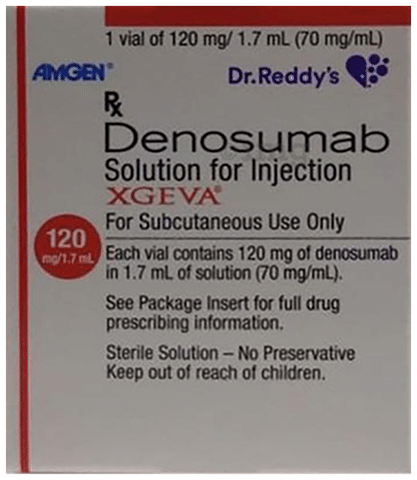 1 vial of 120 mg/ 1.7 mL (70 mg/mL)
AMGEN® Dr.Reddy's
Rx
Denosumab
Solution for Injection
XGEVA®
For Subcutaneous Use Only
120
mg/1.7 mL
Each vial contains 120 mg of denosumab
in 1.7 mL of solution (70 mg/mL).
See Package Insert for full drug
prescribing information.
Sterile Solution – No Preservative
Keep out of reach of children.